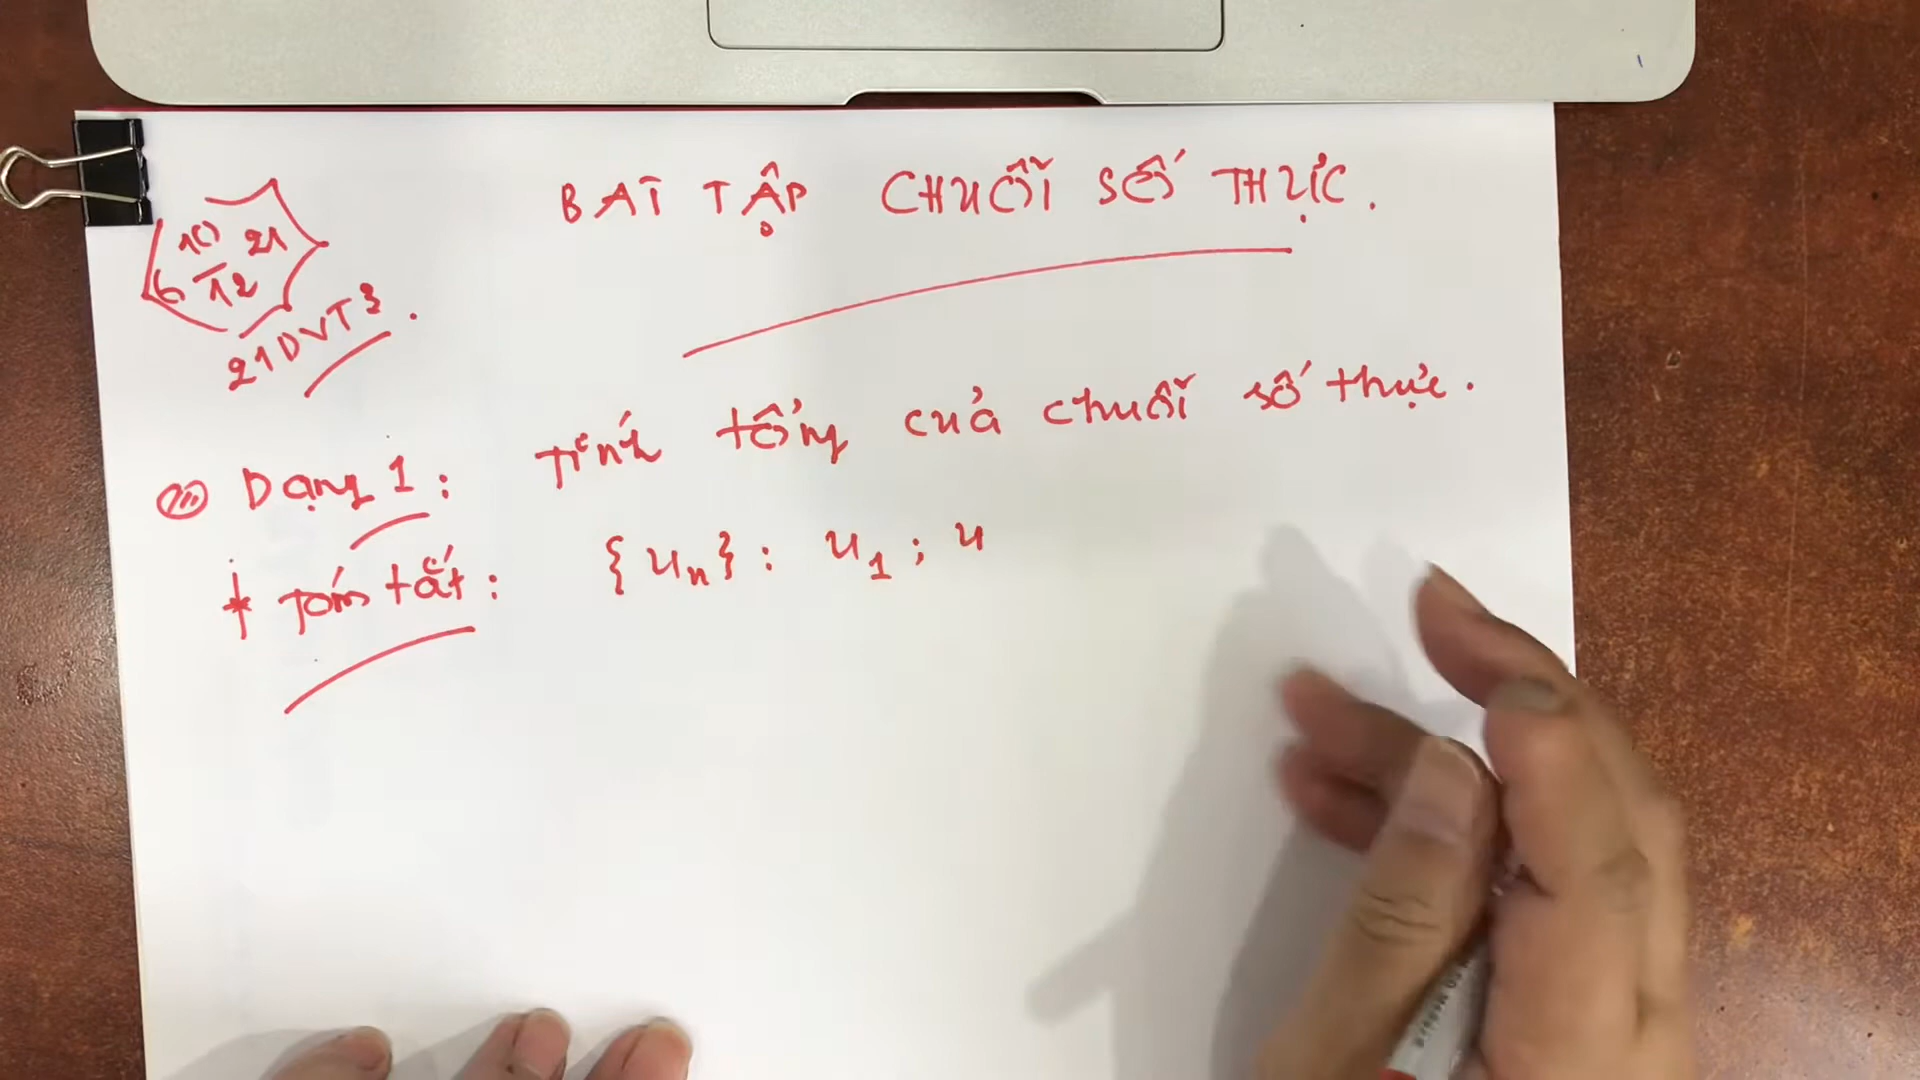 BÀI TẬP CHUỖI SỐ THỰC.
10 21
6 12
21DVT3.
Dạng 1: Tính tổng của chuỗi số thực.
* Tóm tắt: {un}: u1; u